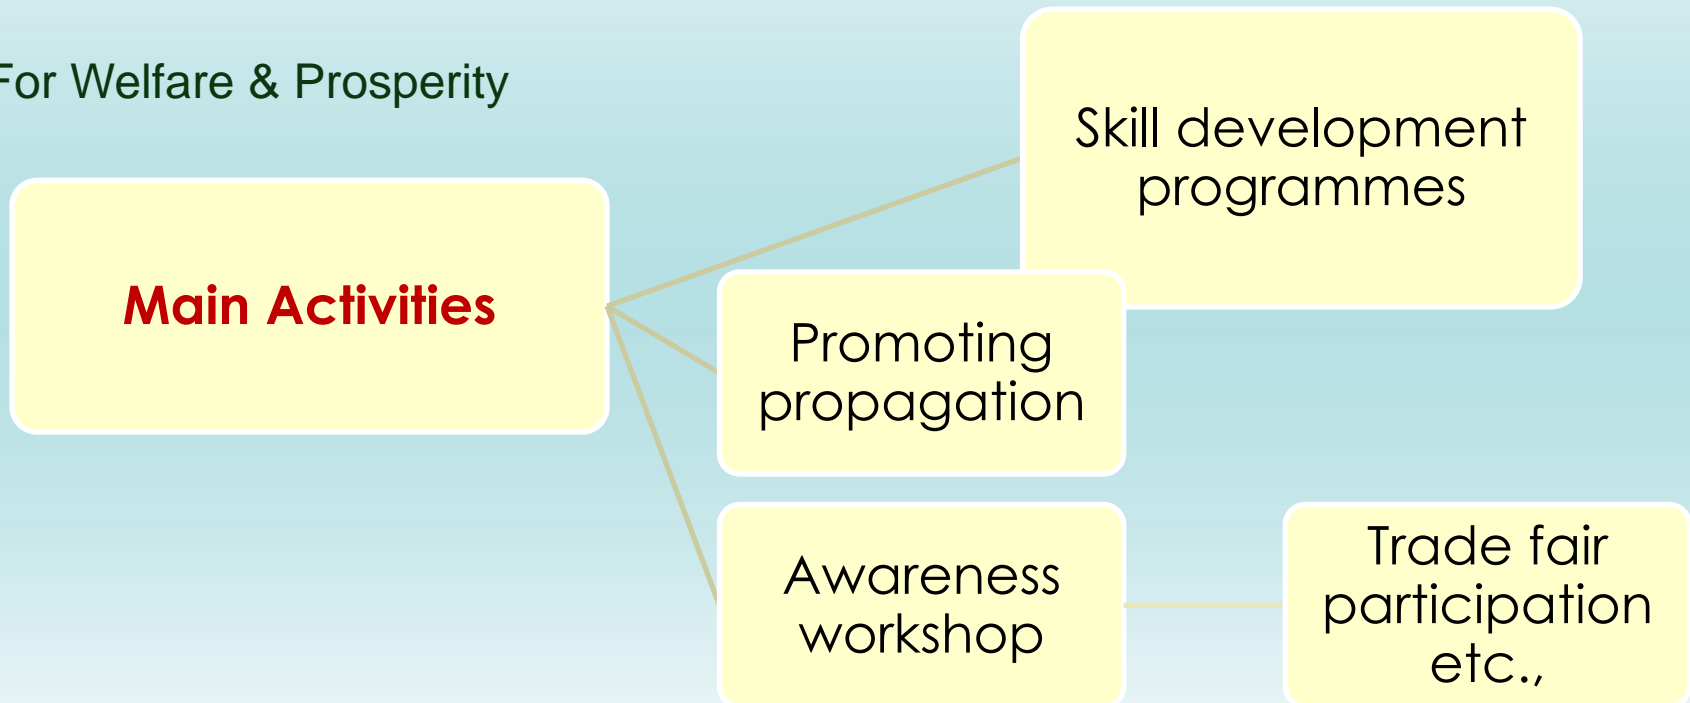 For Welfare & Prosperity
Main Activities
Skill development
programmes
Promoting
propagation
Awareness
workshop
Trade fair
participation
etc.,